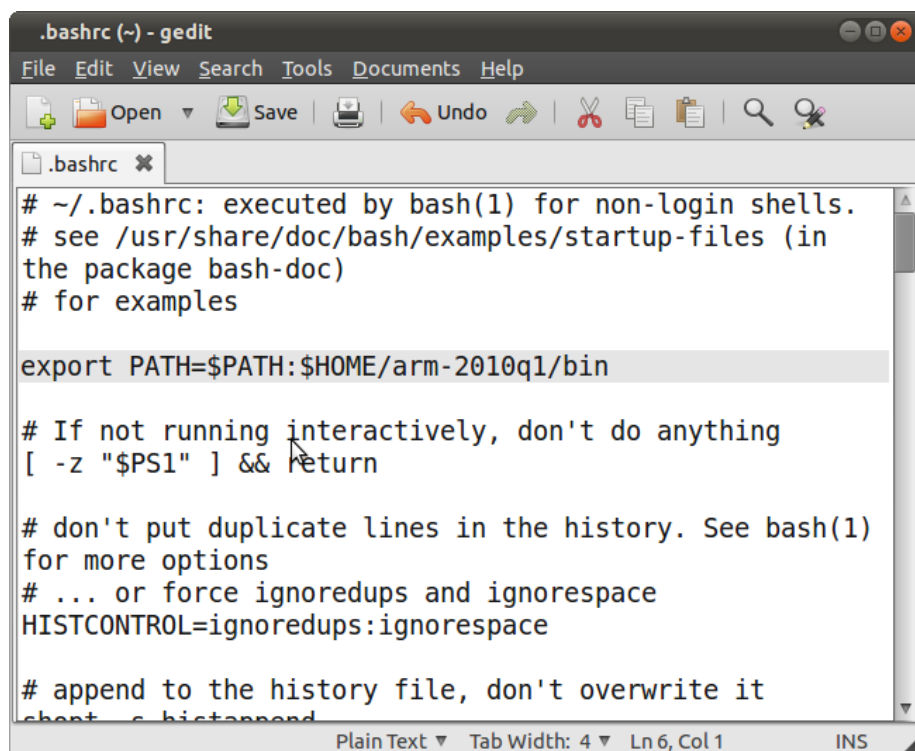 .bashrc (~) - gedit
File Edit View Search Tools Documents Help
Open Save Undo
.bashrc
# ~/.bashrc: executed by bash(1) for non-login shells.
# see /usr/share/doc/bash/examples/startup-files (in
the package bash-doc)
# for examples
export PATH=$PATH:$HOME/arm-2010q1/bin
# If not running interactively, don't do anything
[ -z "$PS1" ] && return
# don't put duplicate lines in the history. See bash(1)
for more options
# ... or force ignoredups and ignorespace
HISTCONTROL=ignoredups:ignorespace
# append to the history file, don't overwrite it
shopt -s histappend
Plain Text Tab Width: 4 Ln 6, Col 1 INS